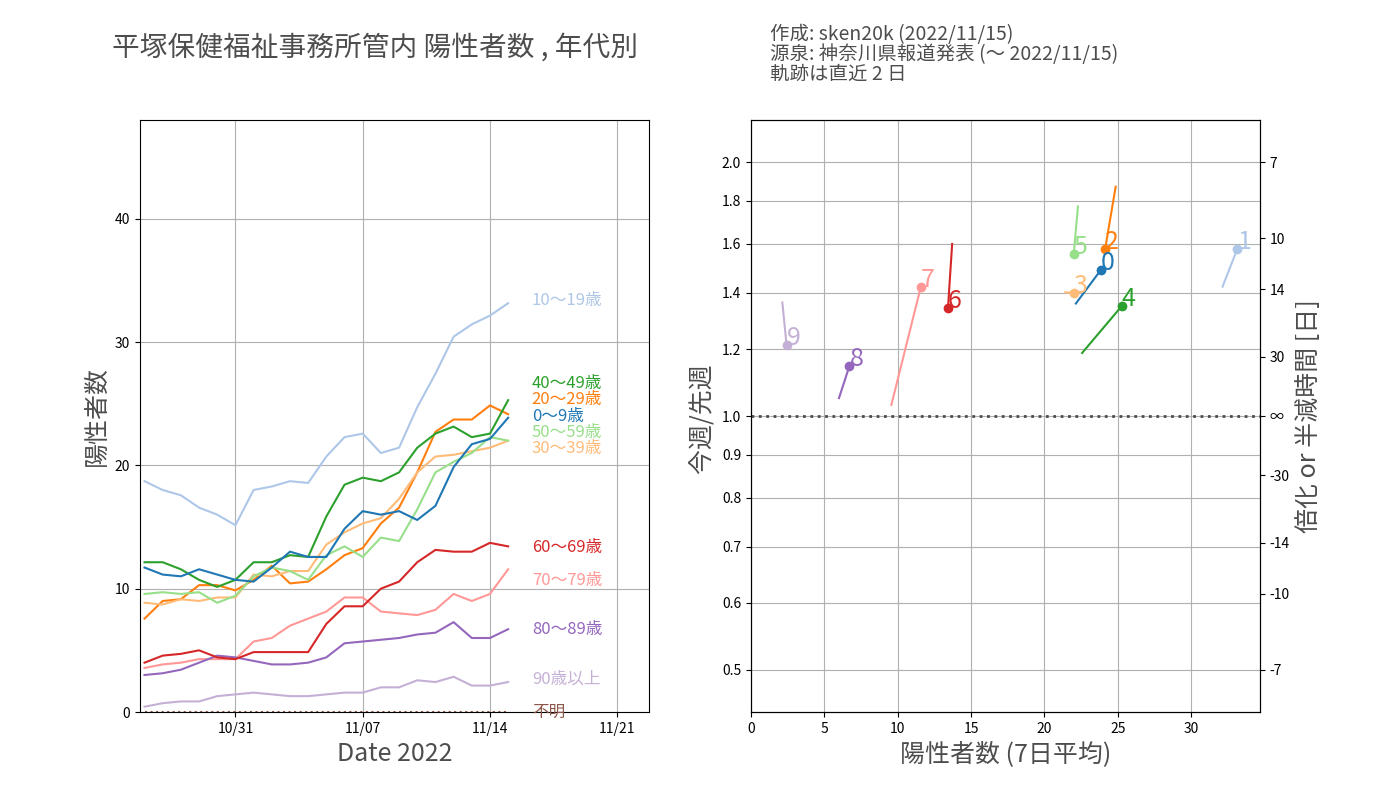 平塚保健福祉事務所管内 陽性者数 , 年代別
作成: sken20k (2022/11/15)
源泉: 神奈川県報道発表 (〜 2022/11/15)
軌跡は直近 2 日
陽性者数
40
30
20
10
0
10/31
11/07
11/14
11/21
Date 2022
10〜19歳
40〜49歳
20〜29歳
0〜9歳
50〜59歳
30〜39歳
60〜69歳
70〜79歳
80〜89歳
90歳以上
不明
今週/先週
2.0
1.8
1.6
1.4
1.2
1.0
0.9
0.8
0.7
0.6
0.5
0
5
10
15
20
25
30
陽性者数 (7日平均)
1
2
5
0
3
7
6
4
9
8
7
10
14
30
∞
-30
-14
-10
-7
倍化 or 半減時間 [日]